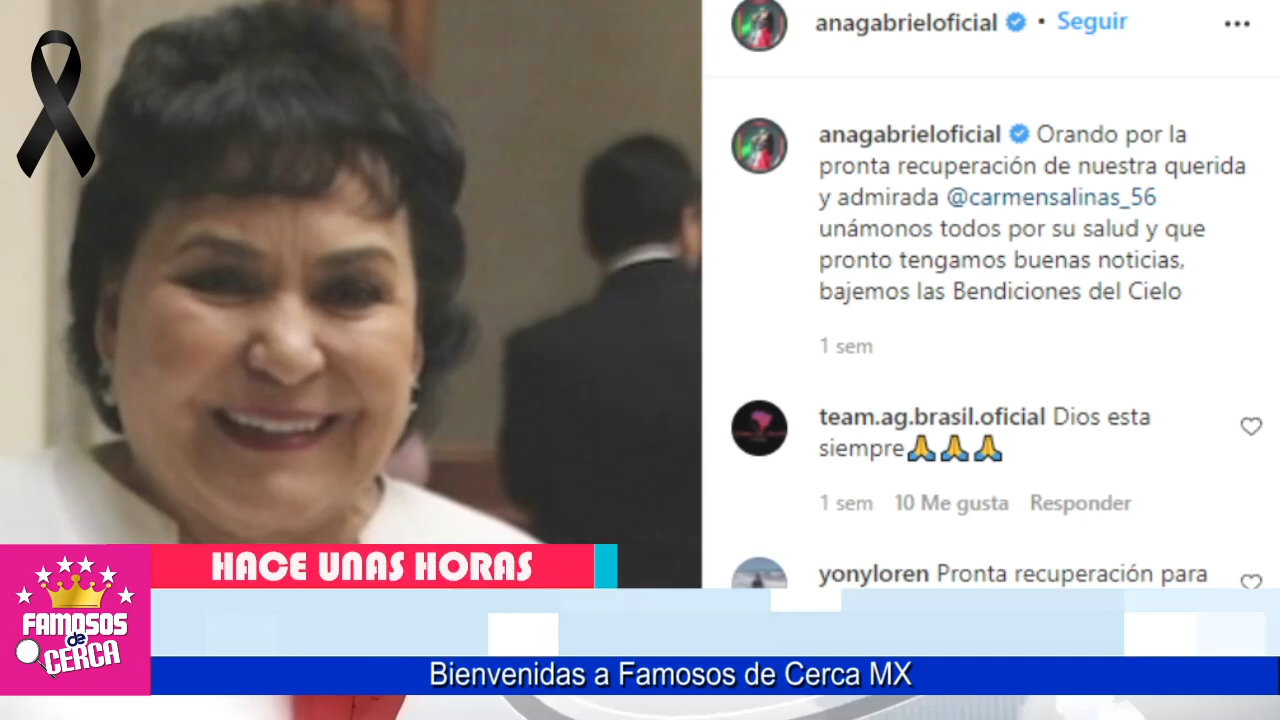 anagabrieloficial • Seguir
anagabrieloficial Orando por la
pronta recuperación de nuestra querida
y admirada @carmensalinas_56
unámonos todos por su salud y que
pronto tengamos buenas noticias,
bajemos las Bendiciones del Cielo
1 sem
team.ag.brasil.oficial Dios esta
siempre🙏🙏🙏
1 sem 10 Me gusta Responder
yonyloren Pronta recuperación para
HACE UNAS HORAS
FAMOSOS
de
CERCA
Bienvenidas a Famosos de Cerca MX